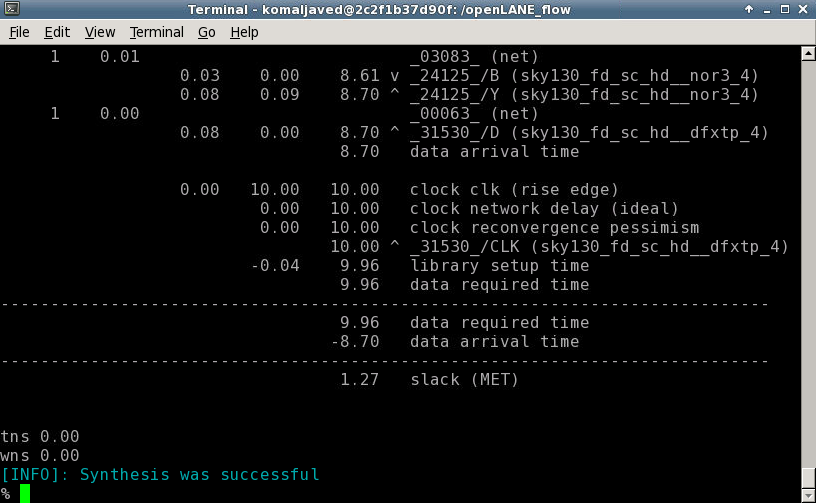 Terminal - komaljaved@2c2f1b37d90f: /openLANE_flow
File Edit View Terminal Go Help
1 0.01 _03083_ (net)
0.03 0.00 8.61 v _24125_/B (sky130_fd_sc_hd__nor3_4)
0.08 0.09 8.70 ^ _24125_/Y (sky130_fd_sc_hd__nor3_4)
1 0.00 _00063_ (net)
0.08 0.00 8.70 ^ _31530_/D (sky130_fd_sc_hd__dfxtp_4)
8.70 data arrival time
0.00 10.00 10.00 clock clk (rise edge)
0.00 10.00 clock network delay (ideal)
0.00 10.00 clock reconvergence pessimism
10.00 ^ _31530_/CLK (sky130_fd_sc_hd__dfxtp_4)
-0.04 9.96 library setup time
9.96 data required time
-----------------------------------------------------------------------------
9.96 data required time
-8.70 data arrival time
-----------------------------------------------------------------------------
1.27 slack (MET)
tns 0.00
wns 0.00
[INFO]: Synthesis was successful
%